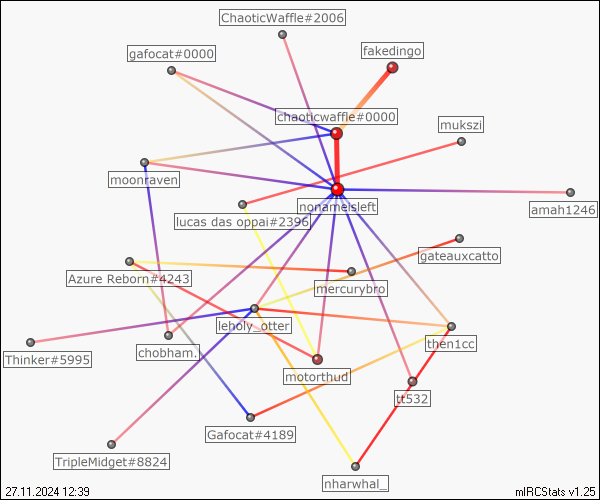 ChaoticWaffle#2006
fakedingo
gafocat#0000
chaoticwaffle#0000
mukszi
moonraven
nonameisleft
amah1246
lucas das oppai#2396
gateauxcatto
Azure Reborn#4243
mercurybro
leholy_otter
then1cc
Thinker#5995
chobham.
motorthud
tt532
Gafocat#4189
TripleMidget#8824
nharwhal_
27.11.2024 12:39
mIRCStats v1.25